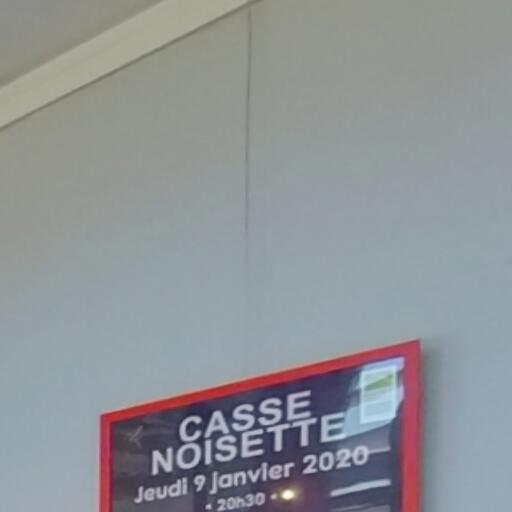 CASSE
NOISETTE
Jeudi 9 janvier 2020
• 20h30 •